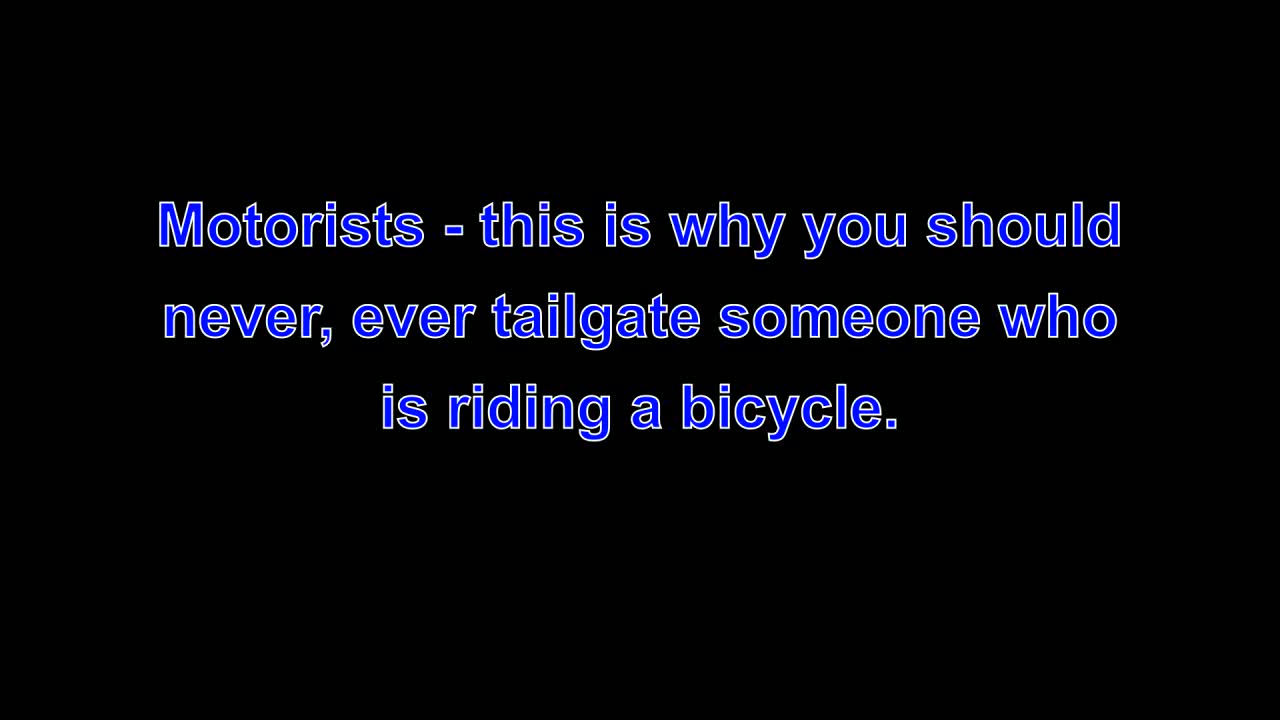 Motorists - this is why you should
never, ever tailgate someone who
is riding a bicycle.